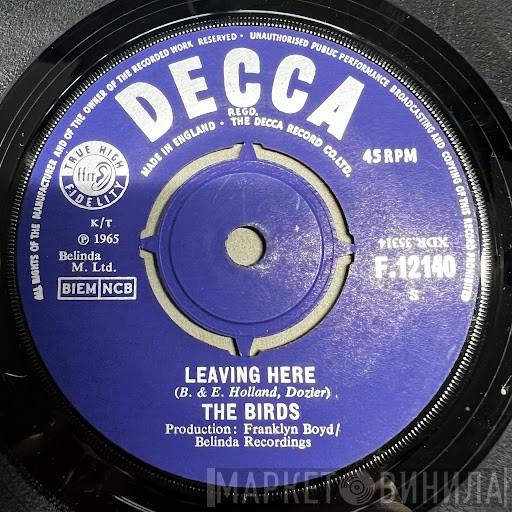 ALL RIGHTS OF THE MANUFACTURER AND OF THE OWNER OF THE RECORDED WORK RESERVED • UNAUTHORISED PUBLIC PERFORMANCE BROADCASTING AND COPYING OF THIS RECORD PROHIBITED
DECCA
REGD.
MADE IN ENGLAND • THE DECCA RECORD CO. LTD.
TRUE HIGH
ffrr
FIDELITY
45 RPM
K/T
℗ 1965
Belinda
M. Ltd.
BIEM NCB
XDR.35314
F.12140
S
LEAVING HERE
(B. & E. Holland, Dozier)
THE BIRDS
Production: Franklyn Boyd/
Belinda Recordings
МАРКЕТ ВИНИЛА